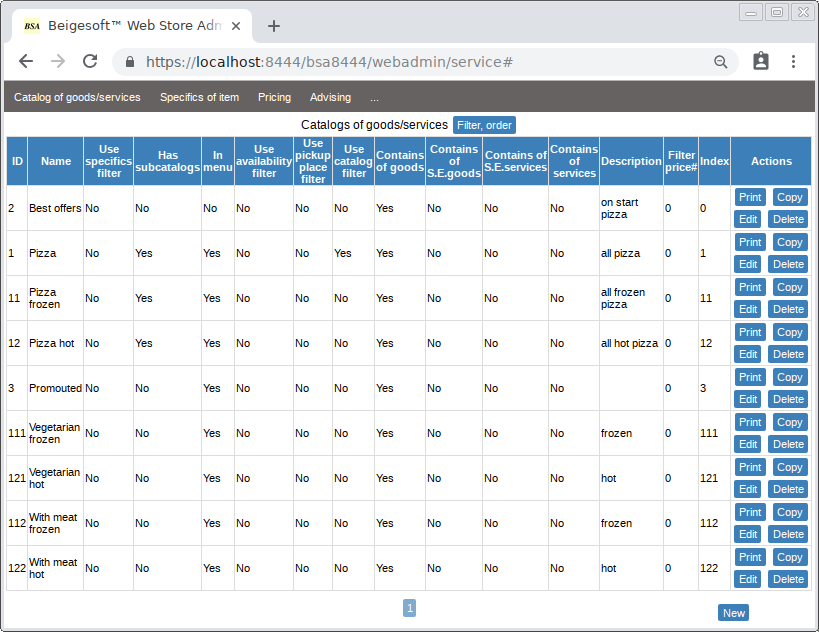 BSA Beigesoft™ Web Store Adm
https://localhost:8444/bsa8444/webadmin/service#
Catalog of goods/services Specifics of item Pricing Advising ...
Catalogs of goods/services Filter, order
ID Name Use specifics filter Has subcatalogs In menu Use availability filter Use pickup place filter Use catalog filter Contains of goods Contains of S.E.goods Contains of S.E.services Contains of services Description Filter price# Index Actions
2 Best offers No No No No No No Yes No No No on start pizza 0 0 Print Copy Edit Delete
1 Pizza No Yes Yes No No Yes Yes No No No all pizza 0 1 Print Copy Edit Delete
11 Pizza frozen No Yes Yes No No No Yes No No No all frozen pizza 0 11 Print Copy Edit Delete
12 Pizza hot No Yes Yes No No No Yes No No No all hot pizza 0 12 Print Copy Edit Delete
3 Promouted No No Yes No No No Yes No No No 0 3 Print Copy Edit Delete
111 Vegetarian frozen No No Yes No No No Yes No No No frozen 0 111 Print Copy Edit Delete
121 Vegetarian hot No No Yes No No No Yes No No No hot 0 121 Print Copy Edit Delete
112 With meat frozen No No Yes No No No Yes No No No frozen 0 112 Print Copy Edit Delete
122 With meat hot No No Yes No No No Yes No No No hot 0 122 Print Copy Edit Delete
1 New